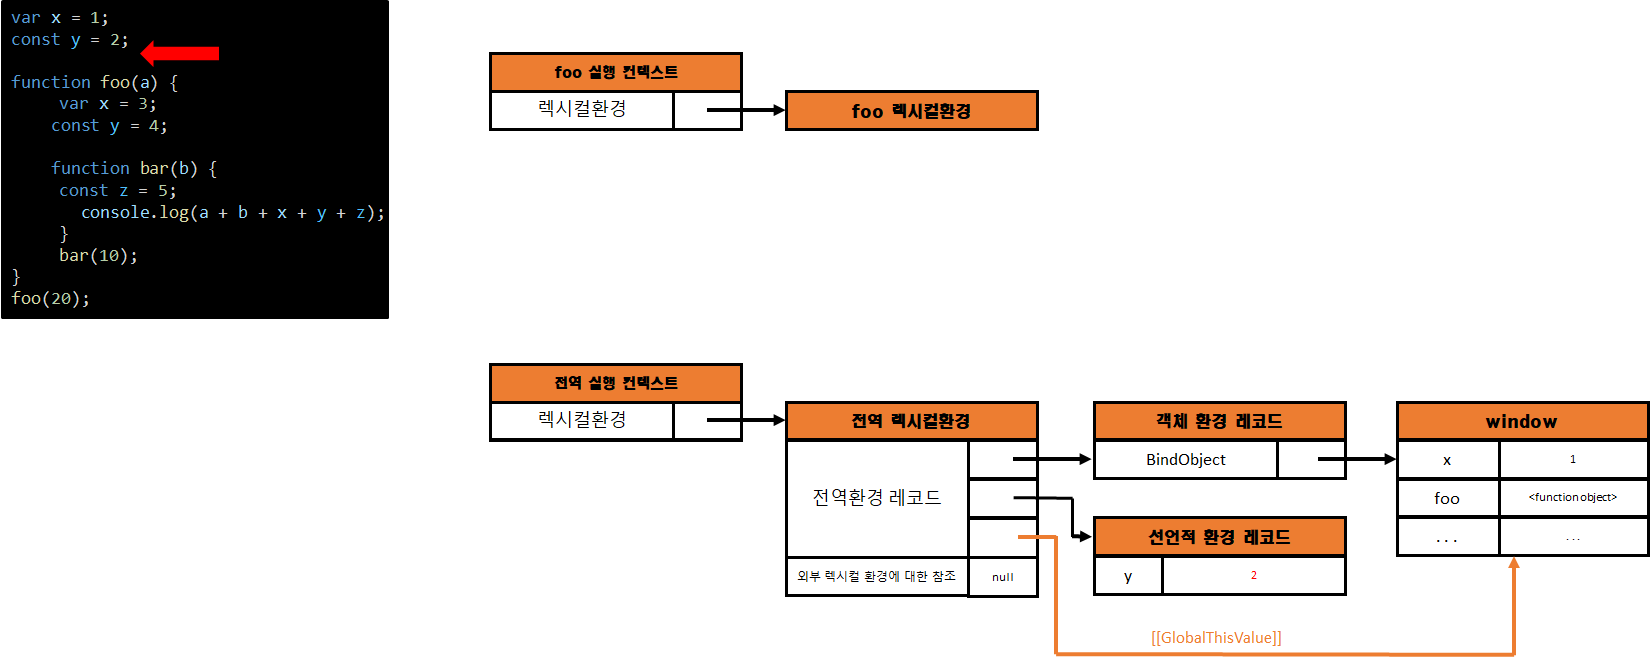 var x = 1;
const y = 2;
function foo(a) {
var x = 3;
const y = 4;
function bar(b) {
const z = 5;
console.log(a + b + x + y + z);
}
bar(10);
}
foo(20);
foo 실행 컨텍스트
렉시컬환경
foo 렉시컬환경
전역 실행 컨텍스트
렉시컬환경
전역 렉시컬환경
전역환경 레코드
외부 렉시컬 환경에 대한 참조 null
객체 환경 레코드
BindObject
선언적 환경 레코드
y 2
window
x 1
foo <function object>
... ...
[[GlobalThisValue]]